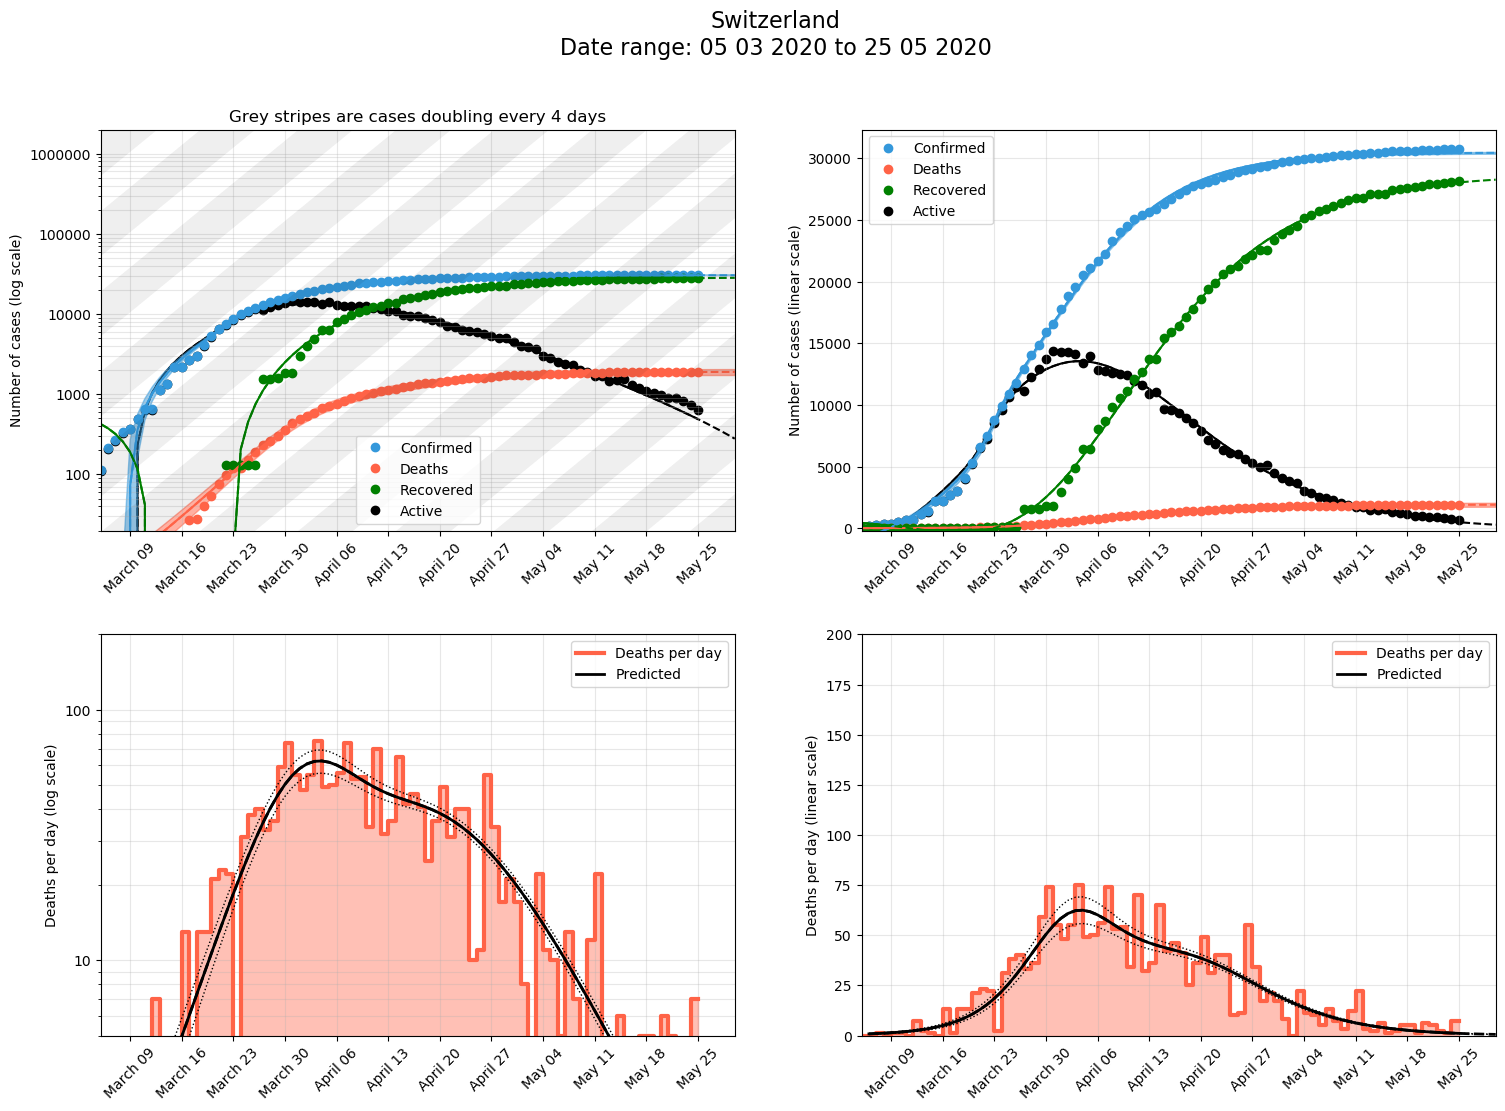 Switzerland
Date range: 05 03 2020 to 25 05 2020
Grey stripes are cases doubling every 4 days
Number of cases (log scale)
1000000
100000
10000
1000
100
Confirmed
Deaths
Recovered
Active
March 09
March 16
March 23
March 30
April 06
April 13
April 20
April 27
May 04
May 11
May 18
May 25
Number of cases (linear scale)
30000
25000
20000
15000
10000
5000
0
Confirmed
Deaths
Recovered
Active
March 09
March 16
March 23
March 30
April 06
April 13
April 20
April 27
May 04
May 11
May 18
May 25
Deaths per day (log scale)
100
10
Deaths per day
Predicted
March 09
March 16
March 23
March 30
April 06
April 13
April 20
April 27
May 04
May 11
May 18
May 25
Deaths per day (linear scale)
200
175
150
125
100
75
50
25
0
Deaths per day
Predicted
March 09
March 16
March 23
March 30
April 06
April 13
April 20
April 27
May 04
May 11
May 18
May 25